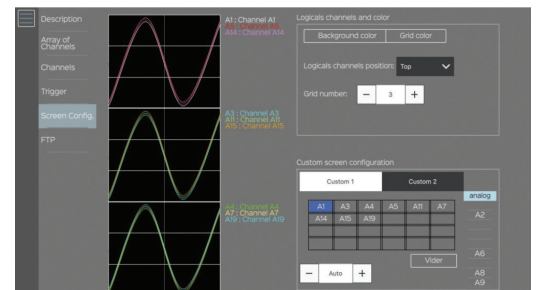 Description
Array of
Channels
Channels
Trigger
Screen Config.
FTP
A1 : Channel A1
A5 : Channel A5
A14 : Channel A14
A3 : Channel A3
A11 : Channel A11
A15 : Channel A15
A4 : Channel A4
A7 : Channel A7
A19 : Channel A19
Logicals channels and color
Background color
Grid color
Logicals channels position:
Top
Grid number:
−
3
+
Custom screen configuration
Custom 1
Custom 2
A1
A3
A4
A5
A11
A7
A14
A15
A19
Vider
−
Auto
+
analog
A2
A6
A8
A9